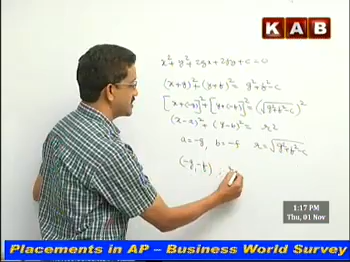 KAB
x² + y² + 2gx + 2fy + c = 0
(x+g)² + (y+f)² = g²+f²-c
[x+(-g)]² + [y-(-f)]² = (√g²+f²-c)²
(x-a)² + (y-b)² = r2
a = -g, b = -f r = √g²+f²-c
(-g, -f) ; r
1:17 PM
Thu, 01 Nov
Placements in AP – Business World Survey